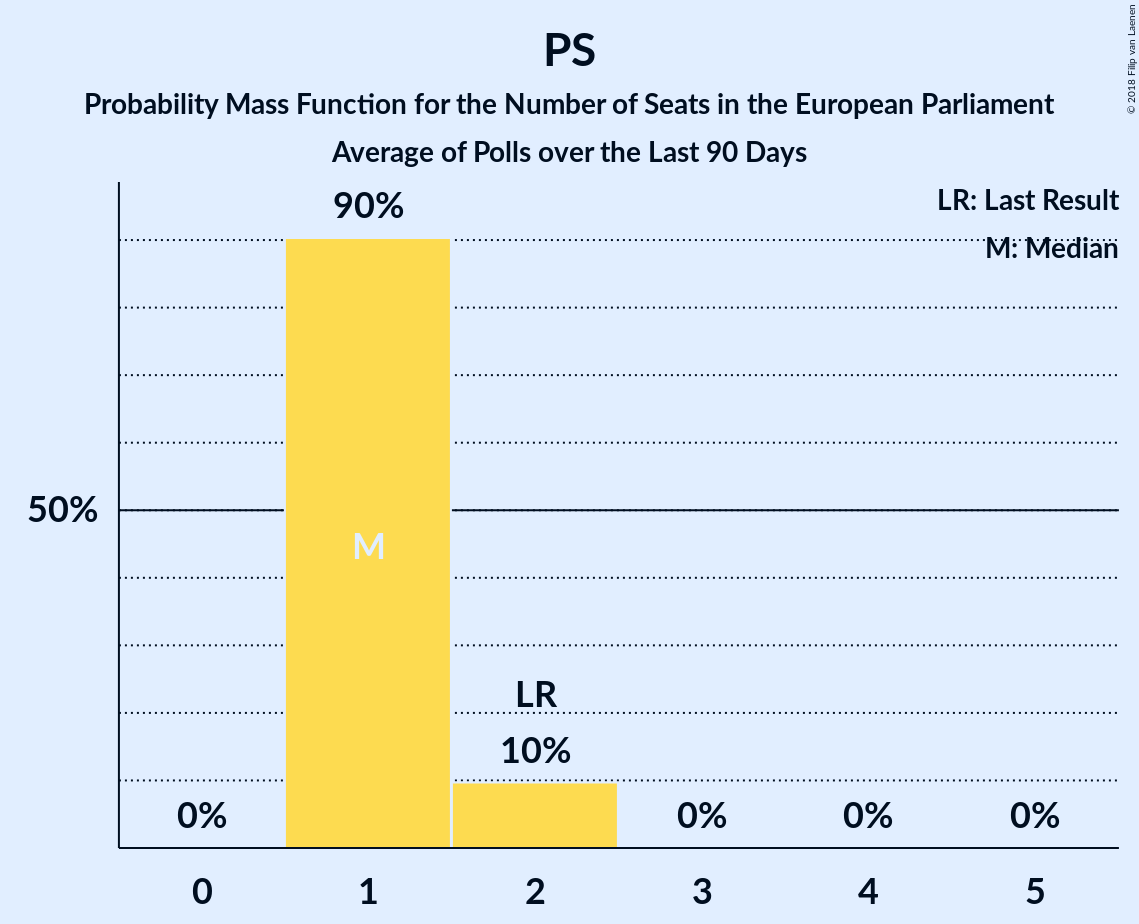 PS
Probability Mass Function for the Number of Seats in the European Parliament
Average of Polls over the Last 90 Days
© 2018 Filip van Laenen
LR: Last Result
M: Median
90%
50%
M
LR
10%
0%
0%
0%
0%
0 1 2 3 4 5